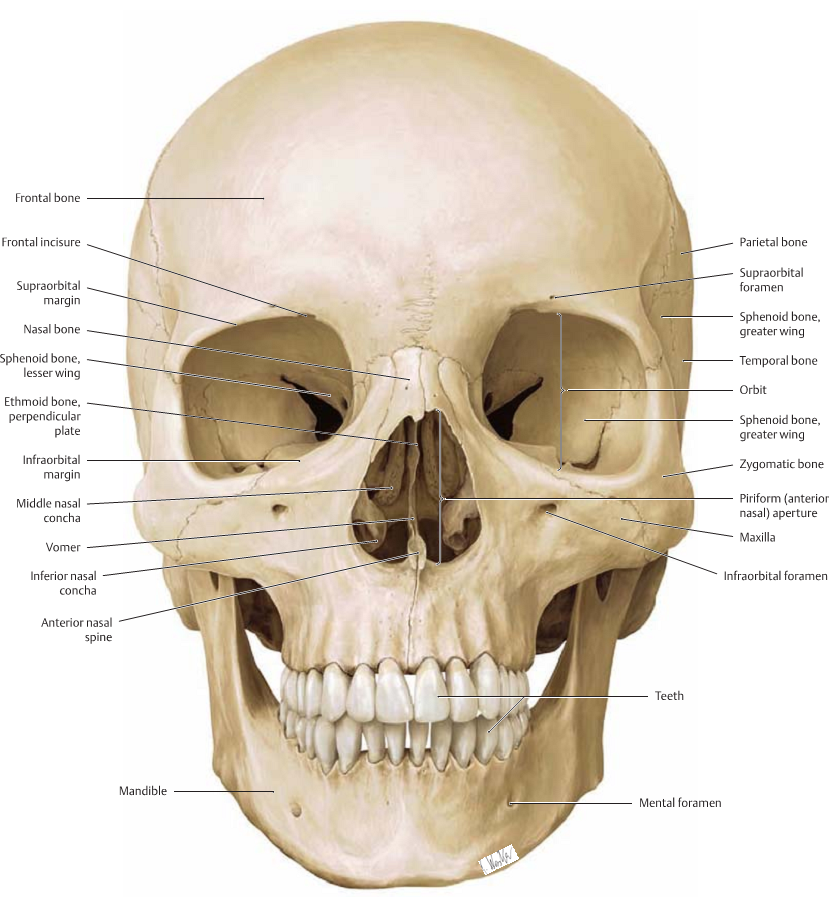 Frontal bone
Frontal incisure
Supraorbital
margin
Nasal bone
Sphenoid bone,
lesser wing
Ethmoid bone,
perpendicular
plate
Infraorbital
margin
Middle nasal
concha
Vomer
Inferior nasal
concha
Anterior nasal
spine
Mandible
Parietal bone
Supraorbital
foramen
Sphenoid bone,
greater wing
Temporal bone
Orbit
Sphenoid bone,
greater wing
Zygomatic bone
Piriform (anterior
nasal) aperture
Maxilla
Infraorbital foramen
Teeth
Mental foramen